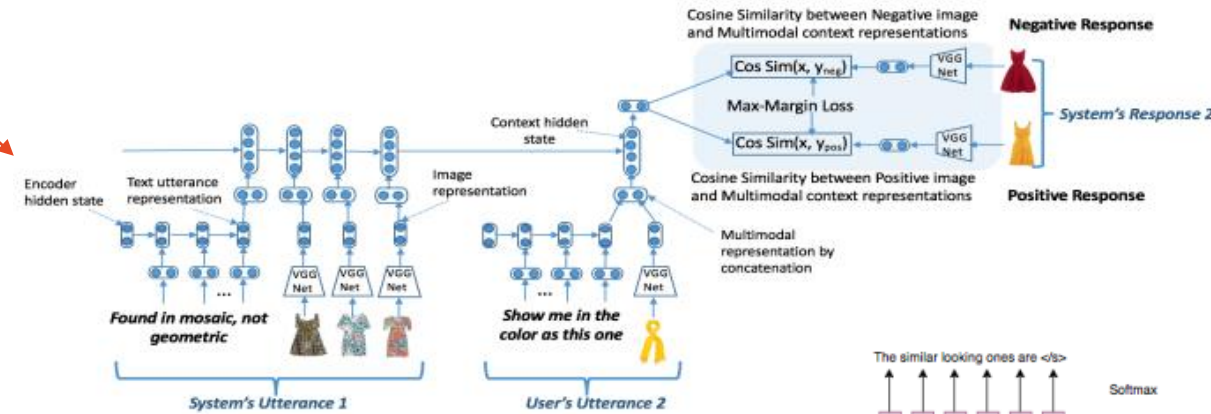 Cosine Similarity between Negative image
and Multimodal context representations
Negative Response
Cos Sim(x, yneg)
VGG
Net
Max-Margin Loss
System's Response 2
Context hidden
state
Cos Sim(x, ypos)
VGG
Net
Cosine Similarity between Positive image
and Multimodal context representations
Positive Response
Encoder
hidden state
Text utterance
representation
Image
representation
Multimodal
representation by
concatenation
VGG
Net
VGG
Net
VGG
Net
VGG
Net
...
...
Found in mosaic, not
geometric
Show me in the
color as this one
System's Utterance 1
User's Utterance 2
The similar looking ones are </s>
Softmax